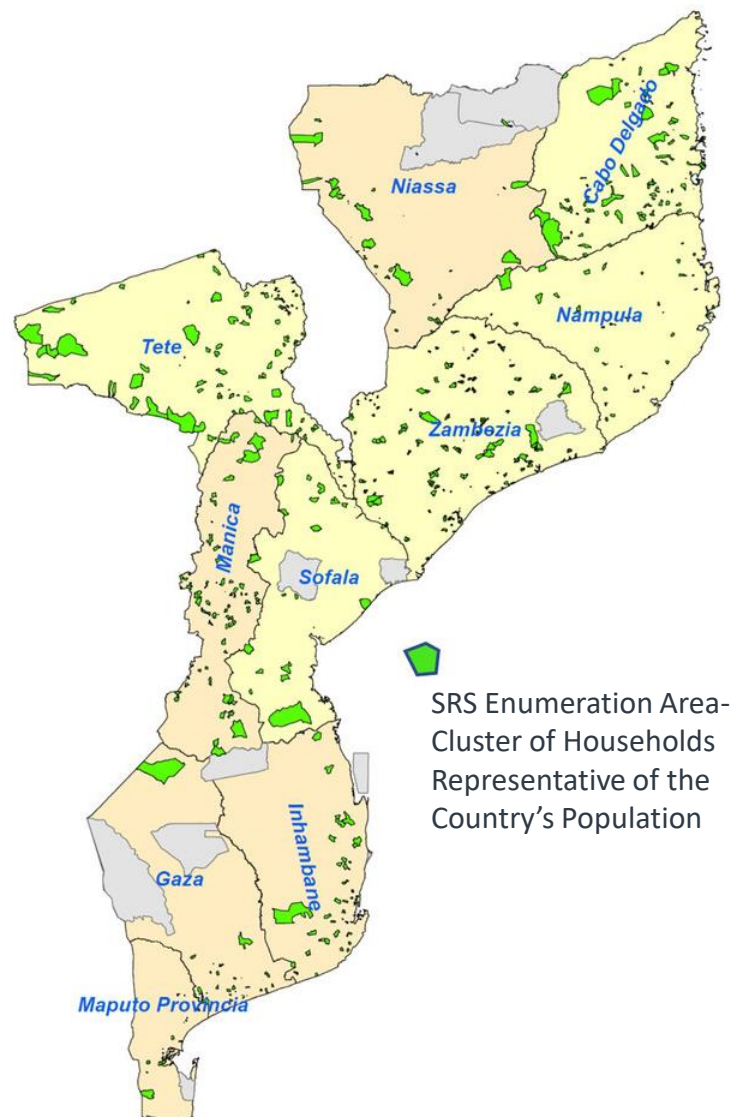 Cabo Delgado
Niassa
Nampula
Tete
Zambezia
Manica
Sofala
SRS Enumeration Area-
Cluster of Households
Representative of the
Country’s Population
Inhambane
Gaza
Maputo Provincia